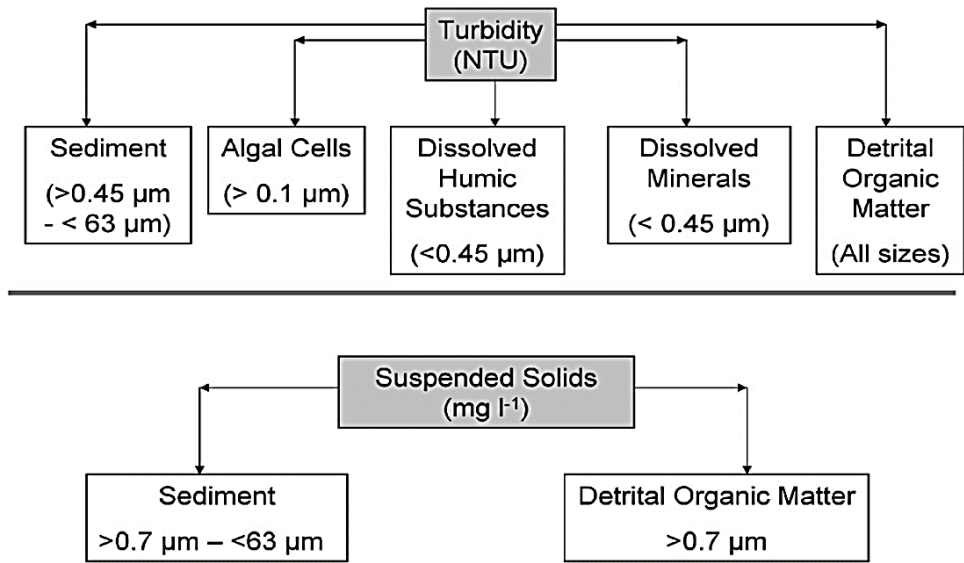 Turbidity
(NTU)
Sediment
(>0.45 µm
- < 63 µm)
Algal Cells
(> 0.1 µm)
Dissolved
Humic
Substances
(<0.45 µm)
Dissolved
Minerals
(< 0.45 µm)
Detrital
Organic
Matter
(All sizes)
Suspended Solids
(mg l⁻¹)
Sediment
>0.7 µm – <63 µm
Detrital Organic Matter
>0.7 µm